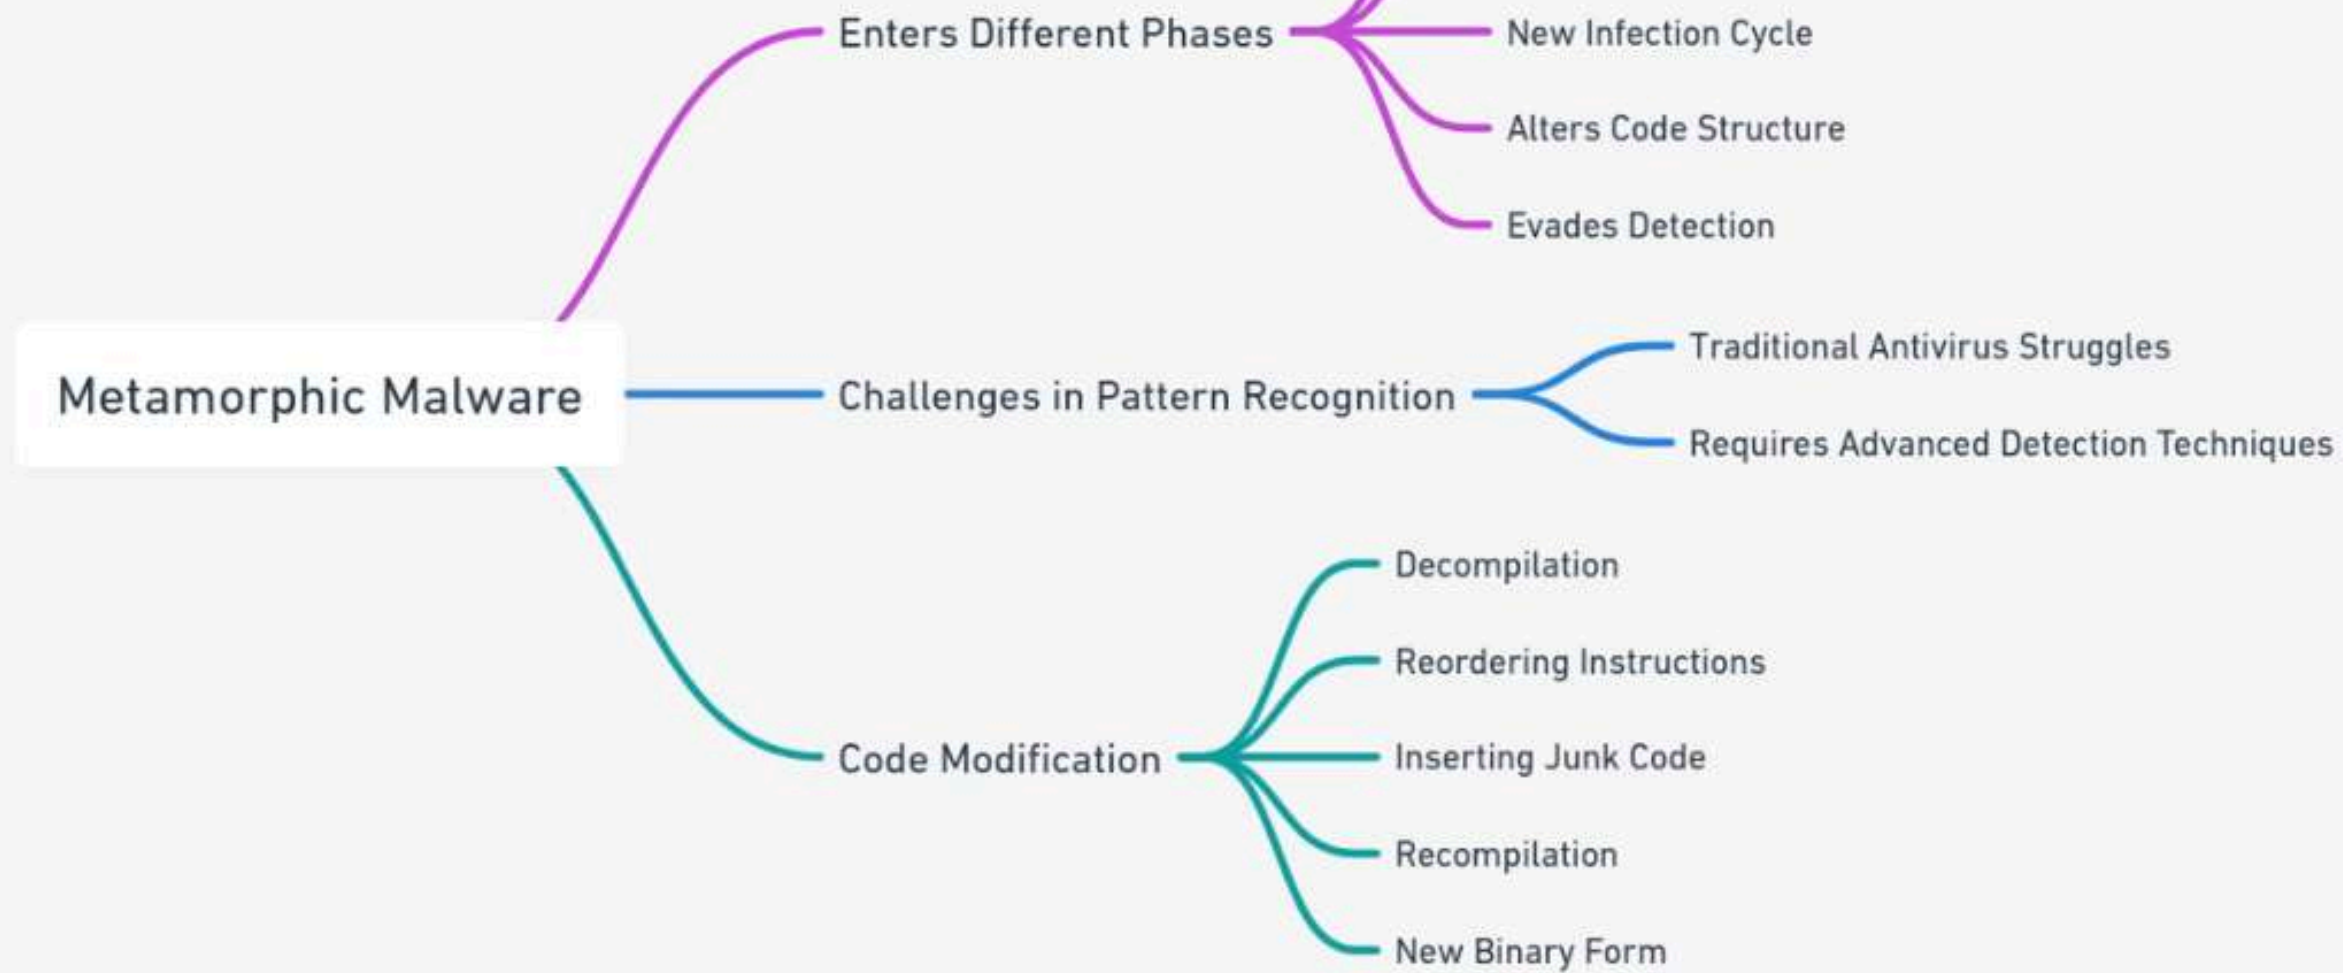 Enters Different Phases
New Infection Cycle
Alters Code Structure
Evades Detection
Metamorphic Malware
Challenges in Pattern Recognition
Traditional Antivirus Struggles
Requires Advanced Detection Techniques
Code Modification
Decompilation
Reordering Instructions
Inserting Junk Code
Recompilation
New Binary Form